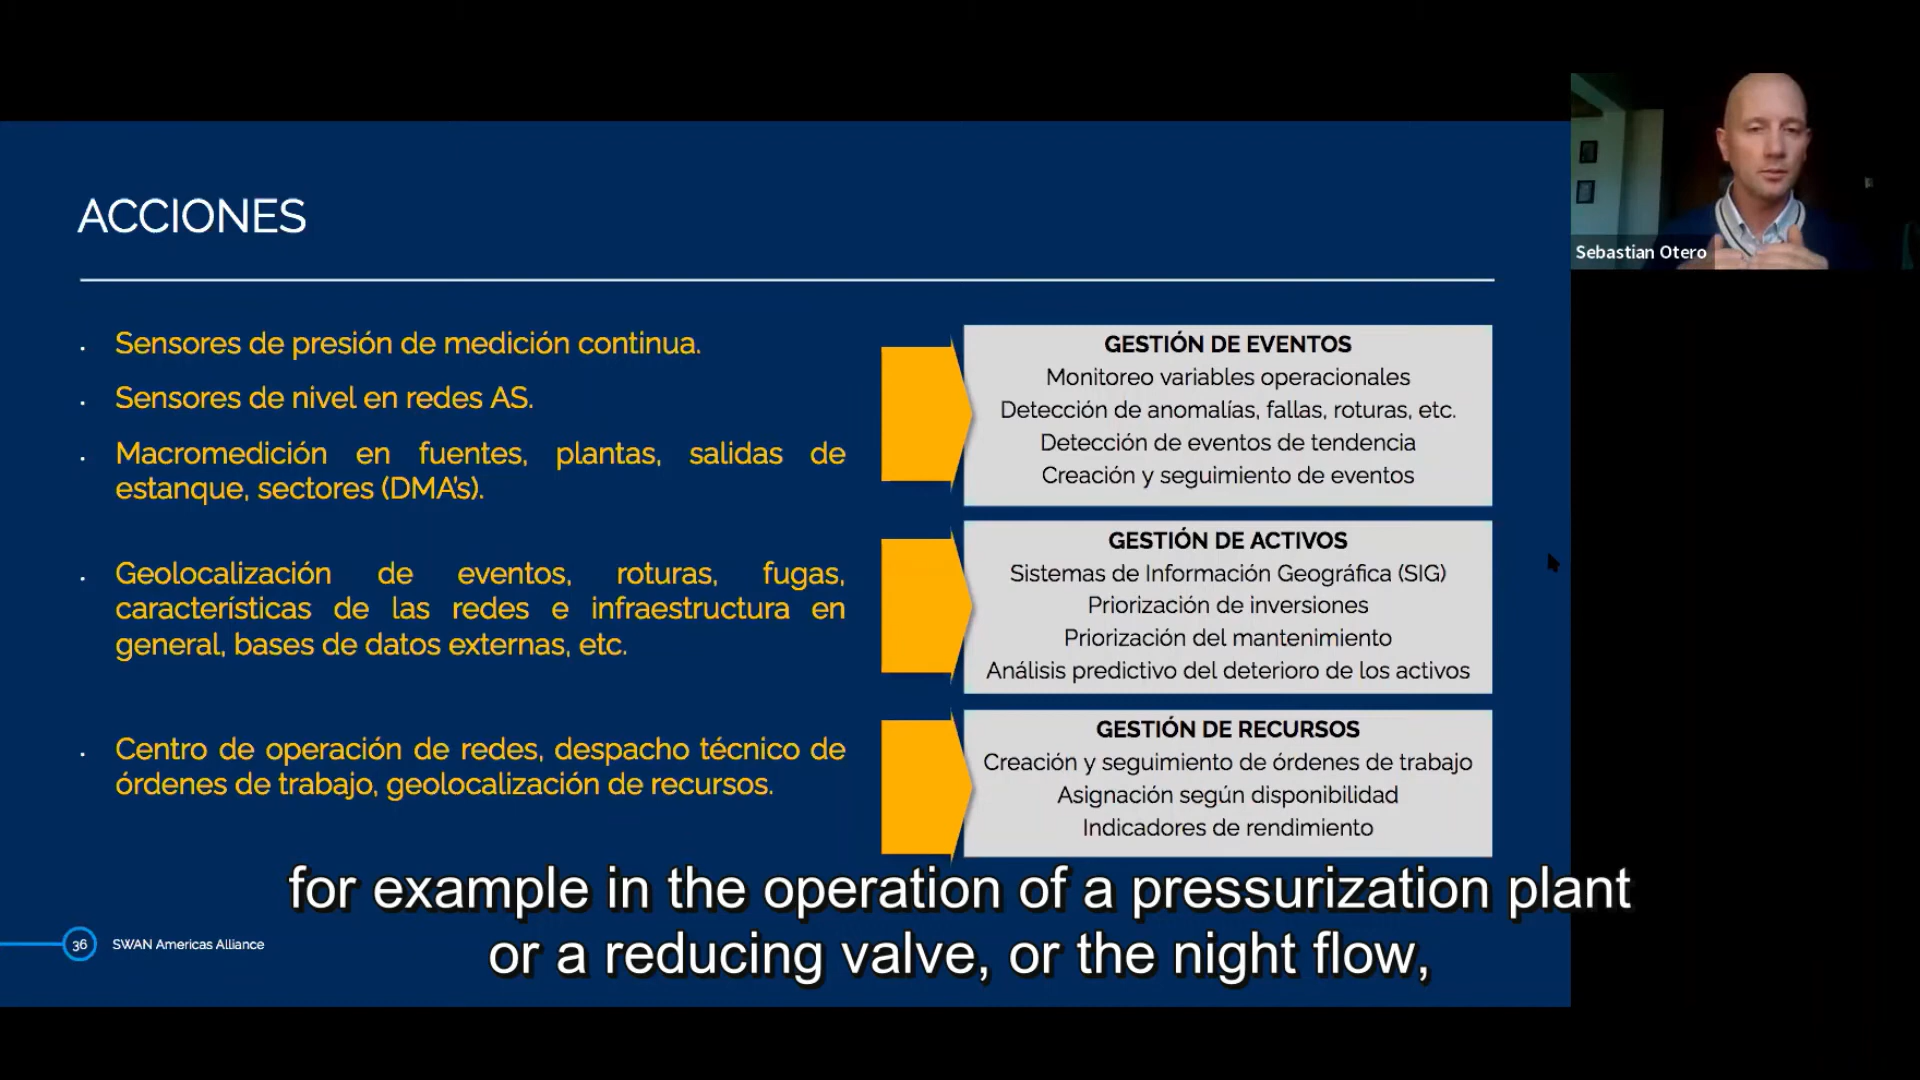 ACCIONES
Sebastian Otero
• Sensores de presión de medición continua.
• Sensores de nivel en redes AS.
• Macromedición en fuentes, plantas, salidas de
estanque, sectores (DMA's).
• Geolocalización de eventos, roturas, fugas,
características de las redes e infraestructura en
general, bases de datos externas, etc.
• Centro de operación de redes, despacho técnico de
órdenes de trabajo, geolocalización de recursos.
GESTIÓN DE EVENTOS
Monitoreo variables operacionales
Detección de anomalías, fallas, roturas, etc.
Detección de eventos de tendencia
Creación y seguimiento de eventos
GESTIÓN DE ACTIVOS
Sistemas de Información Geográfica (SIG)
Priorización de inversiones
Priorización del mantenimiento
Análisis predictivo del deterioro de los activos
GESTIÓN DE RECURSOS
Creación y seguimiento de órdenes de trabajo
Asignación según disponibilidad
Indicadores de rendimiento
for example in the operation of a pressurization plant
or a reducing valve, or the night flow,
36 SWAN Americas Alliance